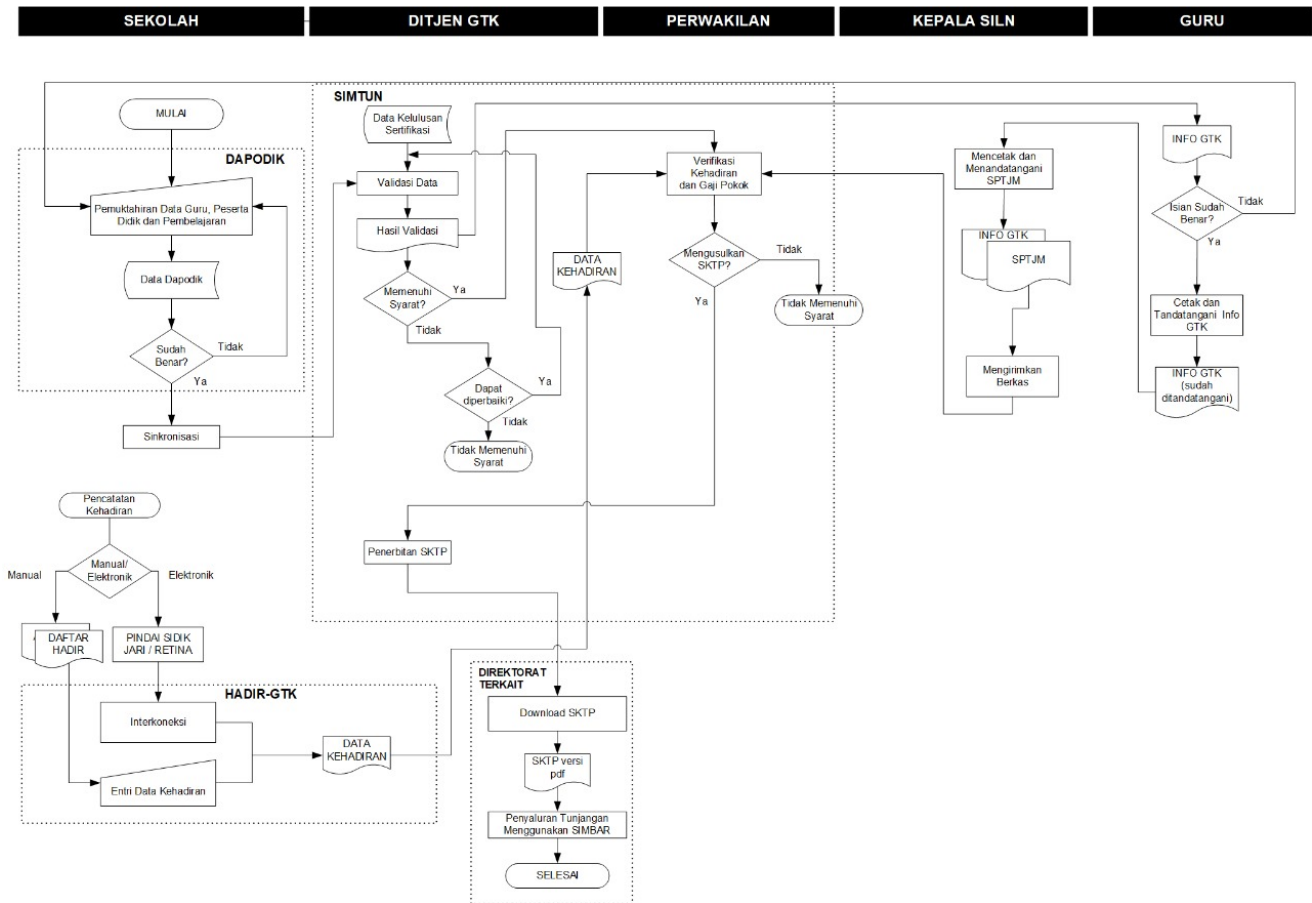 SEKOLAH
DITJEN GTK
PERWAKILAN
KEPALA SILN
GURU
MULAI
DAPODIK
Pemuktahiran Data Guru, Peserta
Didik dan Pembelajaran
Data Dapodik
Sudah
Benar?
Tidak
Ya
Sinkronisasi
Pencatatan
Kehadiran
Manual/
Elektronik
Manual
Elektronik
DAFTAR
HADIR
PINDAI SIDIK
JARI / RETINA
HADIR-GTK
Interkoneksi
Entri Data Kehadiran
DATA
KEHADIRAN
SIMTUN
Data Kelulusan
Sertifikasi
Validasi Data
Hasil Validasi
Memenuhi
Syarat?
Ya
Tidak
Dapat
diperbaiki?
Ya
Tidak
Tidak Memenuhi
Syarat
Penerbitan SKTP
DATA
KEHADIRAN
Verifikasi
Kehadiran
dan Gaji Pokok
Mengusulkan
SKTP?
Tidak
Ya
Tidak Memenuhi
Syarat
DIREKTORAT
TERKAIT
Download SKTP
SKTP versi
pdf
Penyaluran Tunjangan
Menggunakan SIMBAR
SELESAI
Mencetak dan
Menandatangani
SPTJM
INFO GTK
SPTJM
Mengirimkan
Berkas
INFO GTK
Isian Sudah
Benar?
Tidak
Ya
Cetak dan
Tandatangani Info
GTK
INFO GTK
(sudah
ditandatangani)